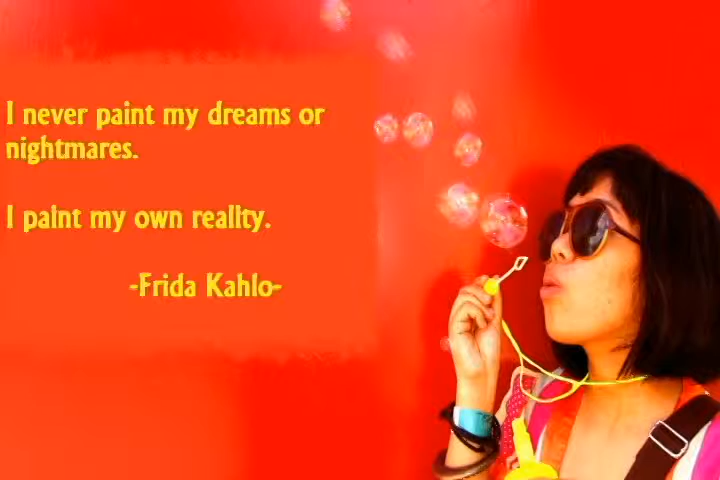 I never paint my dreams or
nightmares.
I paint my own reality.
-Frida Kahlo-